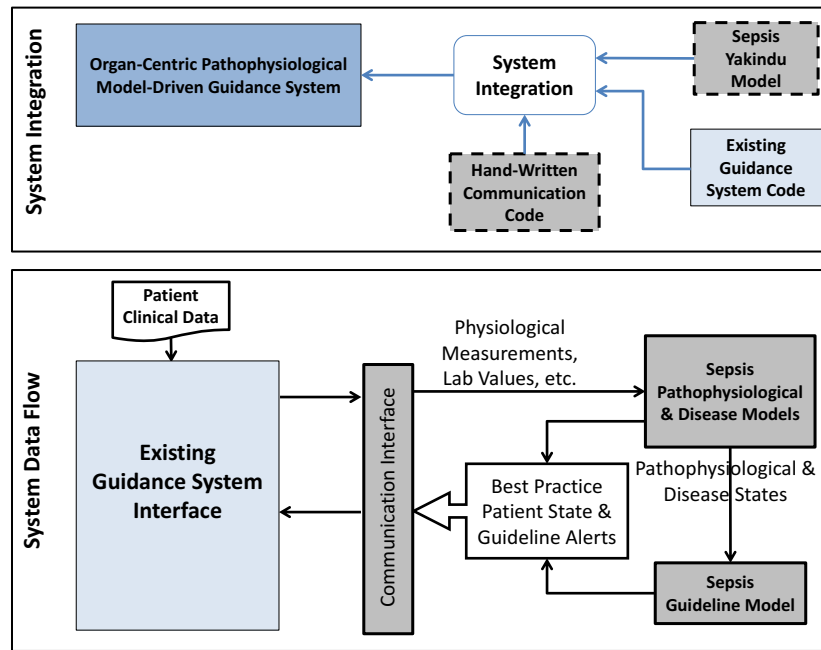 System Integration
Organ-Centric Pathophysiological
Model-Driven Guidance System
System
Integration
Sepsis
Yakindu
Model
Hand-Written
Communication
Code
Existing
Guidance
System Code
System Data Flow
Patient
Clinical Data
Existing
Guidance System
Interface
Communication Interface
Physiological
Measurements,
Lab Values, etc.
Sepsis
Pathophysiological
& Disease Models
Pathophysiological &
Disease States
Best Practice
Patient State &
Guideline Alerts
Sepsis
Guideline Model